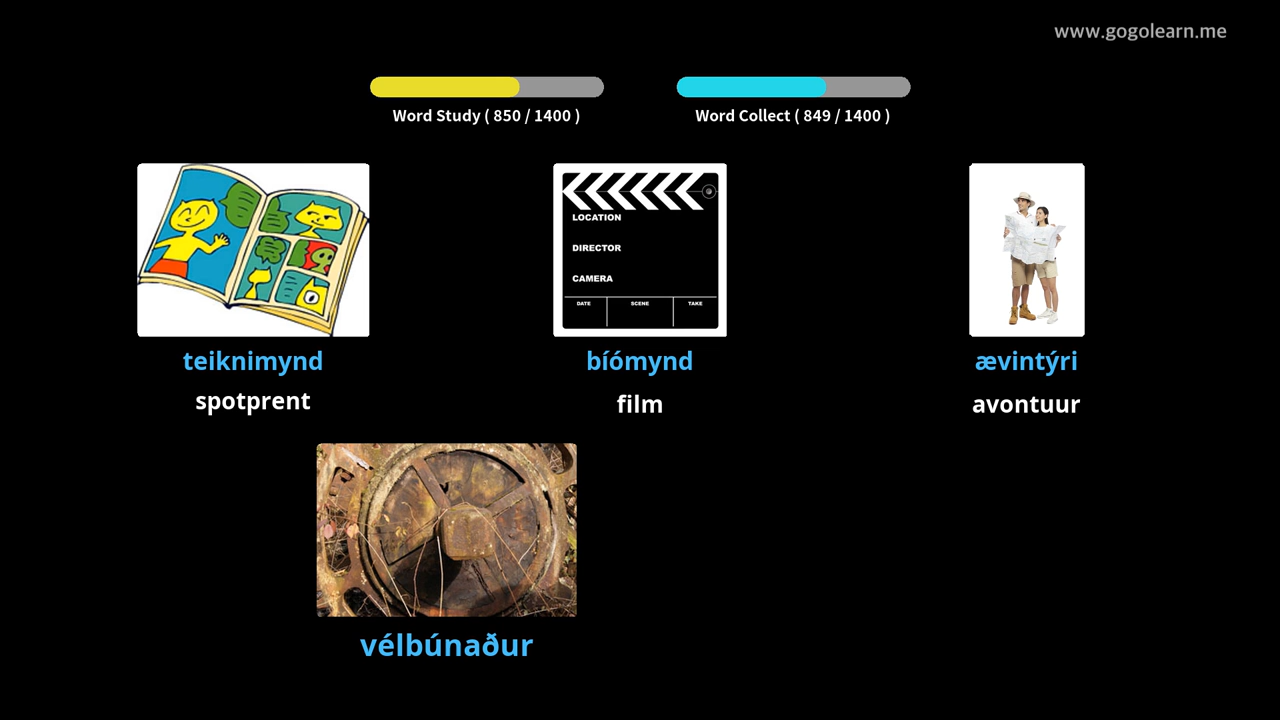 www.gogolearn.me
Word Study ( 850 / 1400 )
Word Collect ( 849 / 1400 )
LOCATION
DIRECTOR
CAMERA
DATE SCENE TAKE
teiknimynd
bíómynd
ævintýri
spotprent
film
avontuur
vélbúnaður